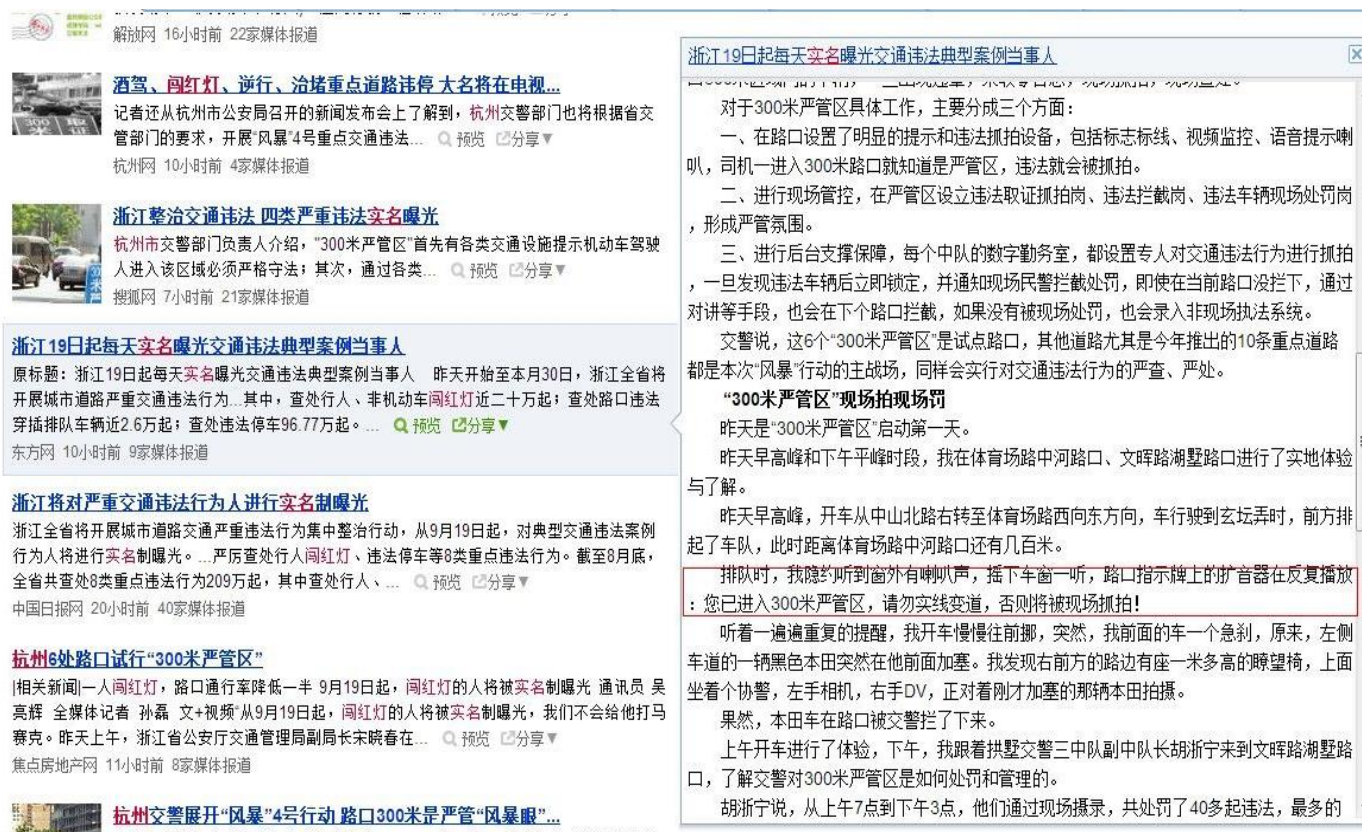 解放网 16小时前 22家媒体报道
酒驾、闯红灯、逆行、治堵重点道路违停 大名将在电视...
记者还从杭州市公安局召开的新闻发布会上了解到，杭州交警部门也将根据省交
管部门的要求，开展“风暴”4号重点交通违法... 预览 分享▼
杭州网 10小时前 4家媒体报道
浙江整治交通违法 四类严重违法实名曝光
杭州市交警部门负责人介绍，"300米严管区"首先有各类交通设施提示机动车驾驶
人进入该区域必须严格守法；其次，通过各类... 预览 分享▼
搜狐网 7小时前 21家媒体报道
浙江19日起每天实名曝光交通违法典型案例当事人
原标题：浙江19日起每天实名曝光交通违法典型案例当事人 昨天开始至本月30日，浙江全省将
开展城市道路严重交通违法行为...其中，查处行人、非机动车闯红灯近二十万起；查处路口违法
穿插排队车辆近2.6万起；查处违法停车96.77万起。... 预览 分享▼
东方网 10小时前 9家媒体报道
浙江将对严重交通违法行为人进行实名制曝光
浙江全省将开展城市道路交通严重违法行为集中整治行动，从9月19日起，对典型交通违法案例
行为人将进行实名制曝光。...严厉查处行人闯红灯、违法停车等8类重点违法行为。截至8月底，
全省共查处8类重点违法行为209万起，其中查处行人、... 预览 分享▼
中国日报网 20小时前 40家媒体报道
杭州6处路口试行“300米严管区”
|相关新闻|一人闯红灯，路口通行率降低一半 9月19日起，闯红灯的人将被实名制曝光 通讯员 吴
亮辉 全媒体记者 孙磊 文+视频“从9月19日起，闯红灯的人将被实名制曝光，我们不会给他打马
赛克。昨天上午，浙江省公安厅交通管理局副局长宋晓春在... 预览 分享▼
焦点房地产网 11小时前 8家媒体报道
杭州交警展开“风暴”4号行动 路口300米是严管“风暴眼”...
浙江19日起每天实名曝光交通违法典型案例当事人
对于300米严管区具体工作，主要分成三个方面：
一、在路口设置了明显的提示和违法抓拍设备，包括标志标线、视频监控、语音提示喇
叭，司机一进入300米路口就知道是严管区，违法就会被抓拍。
二、进行现场管控，在严管区设立违法取证抓拍岗、违法拦截岗、违法车辆现场处罚岗
，形成严管氛围。
三、进行后台支撑保障，每个中队的数字勤务室，都设置专人对交通违法行为进行抓拍
，一旦发现违法车辆后立即锁定，并通知现场民警拦截处罚，即使在当前路口没拦下，通过
对讲等手段，也会在下个路口拦截，如果没有被现场处罚，也会录入非现场执法系统。
交警说，这6个“300米严管区”是试点路口，其他道路尤其是今年推出的10条重点道路
都是本次“风暴”行动的主战场，同样会实行对交通违法行为的严查、严处。
“300米严管区”现场拍现场罚
昨天是“300米严管区”启动第一天。
昨天早高峰和下午平峰时段，我在体育场路中河路口、文晖路湖墅路口进行了实地体验
与了解。
昨天早高峰，开车从中山北路右转至体育场路西向东方向，车行驶到玄坛弄时，前方排
起了车队，此时距离体育场路中河路口还有几百米。
排队时，我隐约听到窗外有喇叭声，摇下车窗一听，路口指示牌上的扩音器在反复播放
：您已进入300米严管区，请勿实线变道，否则将被现场抓拍！
听着一遍遍重复的提醒，我开车慢慢往前挪，突然，我前面的车一个急刹，原来，左侧
车道的一辆黑色本田突然在他前面加塞。我发现右前方的路边有座一米多高的瞭望椅，上面
坐着个协警，左手相机，右手DV，正对着刚才加塞的那辆本田拍摄。
果然，本田车在路口被交警拦了下来。
上午开车进行了体验，下午，我跟着拱墅交警三中队副中队长胡浙宁来到文晖路湖墅路
口，了解交警对300米严管区是如何处罚和管理的。
胡浙宁说，从上午7点到下午3点，他们通过现场摄录，共处罚了40多起违法，最多的